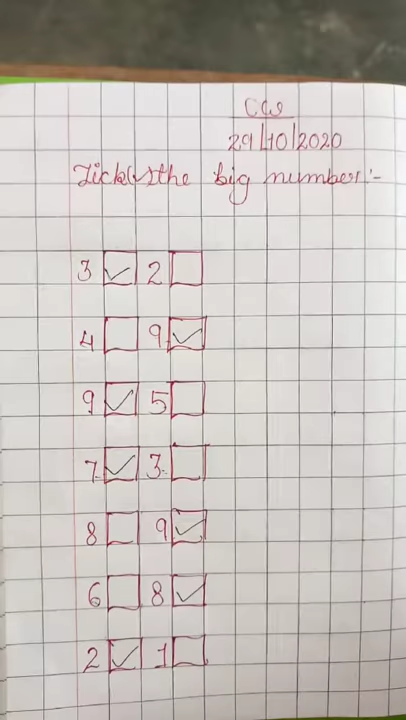 CW
29/10/2020
Tick(✓)the big number:-
3 ✓ 2
4 9 ✓
9 ✓ 5
7 ✓ 3
8 9 ✓
6 8 ✓
2 ✓ 1